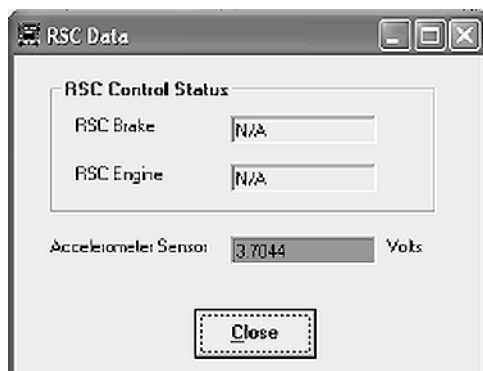 RSC Data
RSC Control Status
RSC Brake N/A
RSC Engine N/A
Accelerometer Sensor 3.7044 Volts
Close